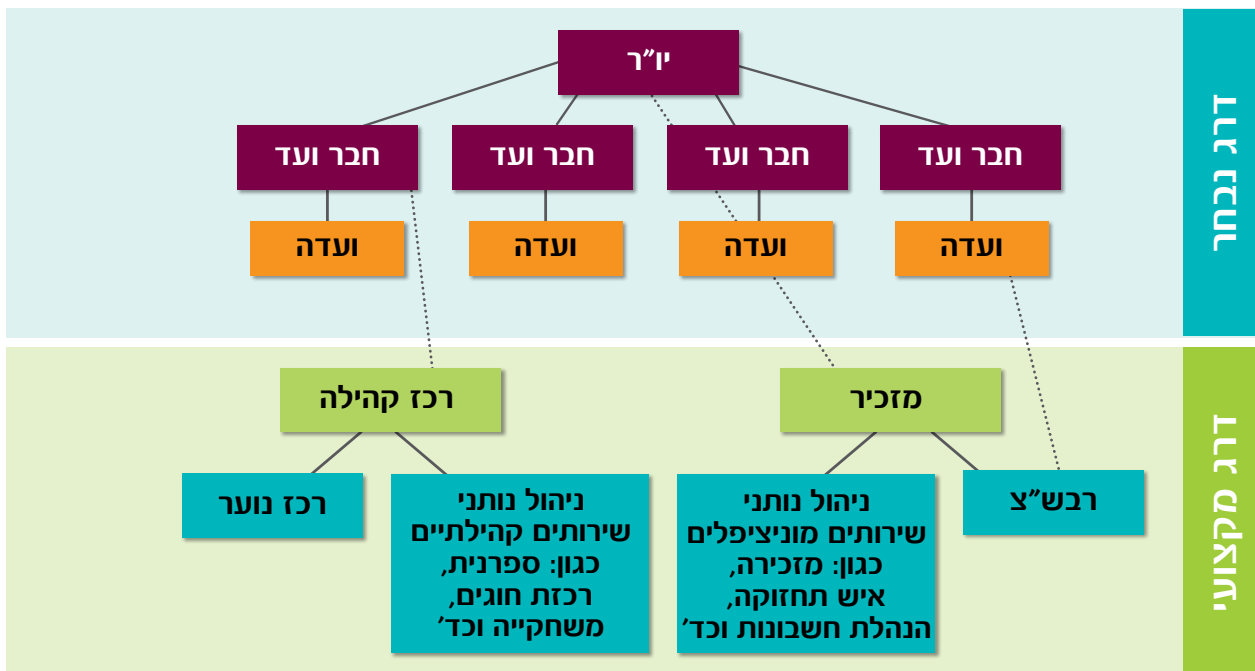 דרג נבחר
יו״ר
חבר ועד
חבר ועד
חבר ועד
חבר ועד
ועדה
ועדה
ועדה
ועדה
דרג מקצועי
מזכיר
רכז קהילה
רבש״צ
ניהול נותני
שירותים מוניציפלים
כגון: מזכירה,
איש תחזוקה,
הנהלת חשבונות וכד׳
ניהול נותני
שירותים קהילתיים
כגון: ספרנית,
רכזת חוגים,
משחקייה וכד׳
רכז נוער